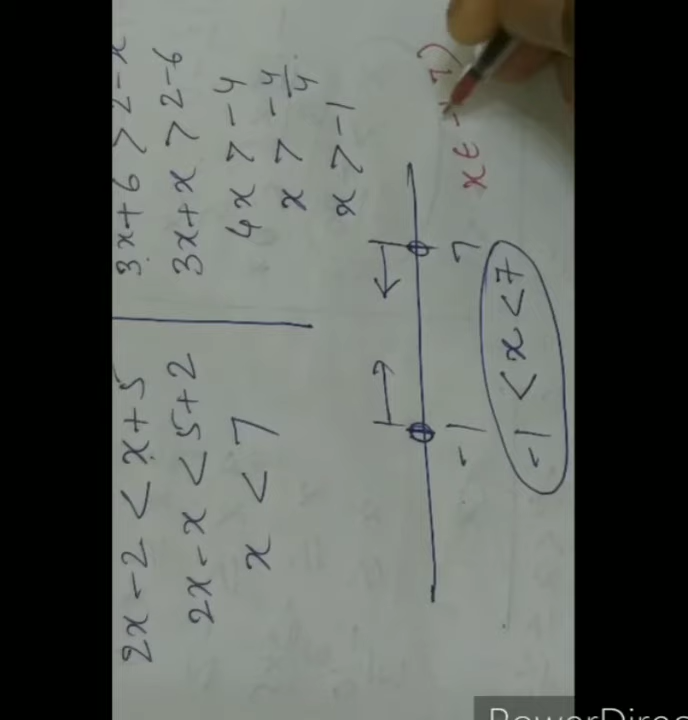 2x - 2 < x + 5
2x - x < 5 + 2
x < 7
3x + 6 > 2 - x
3x + x > 2 - 6
4x > -4
x > -4/4
x > -1
-1 7
-1 < x < 7
x ∈ 7)